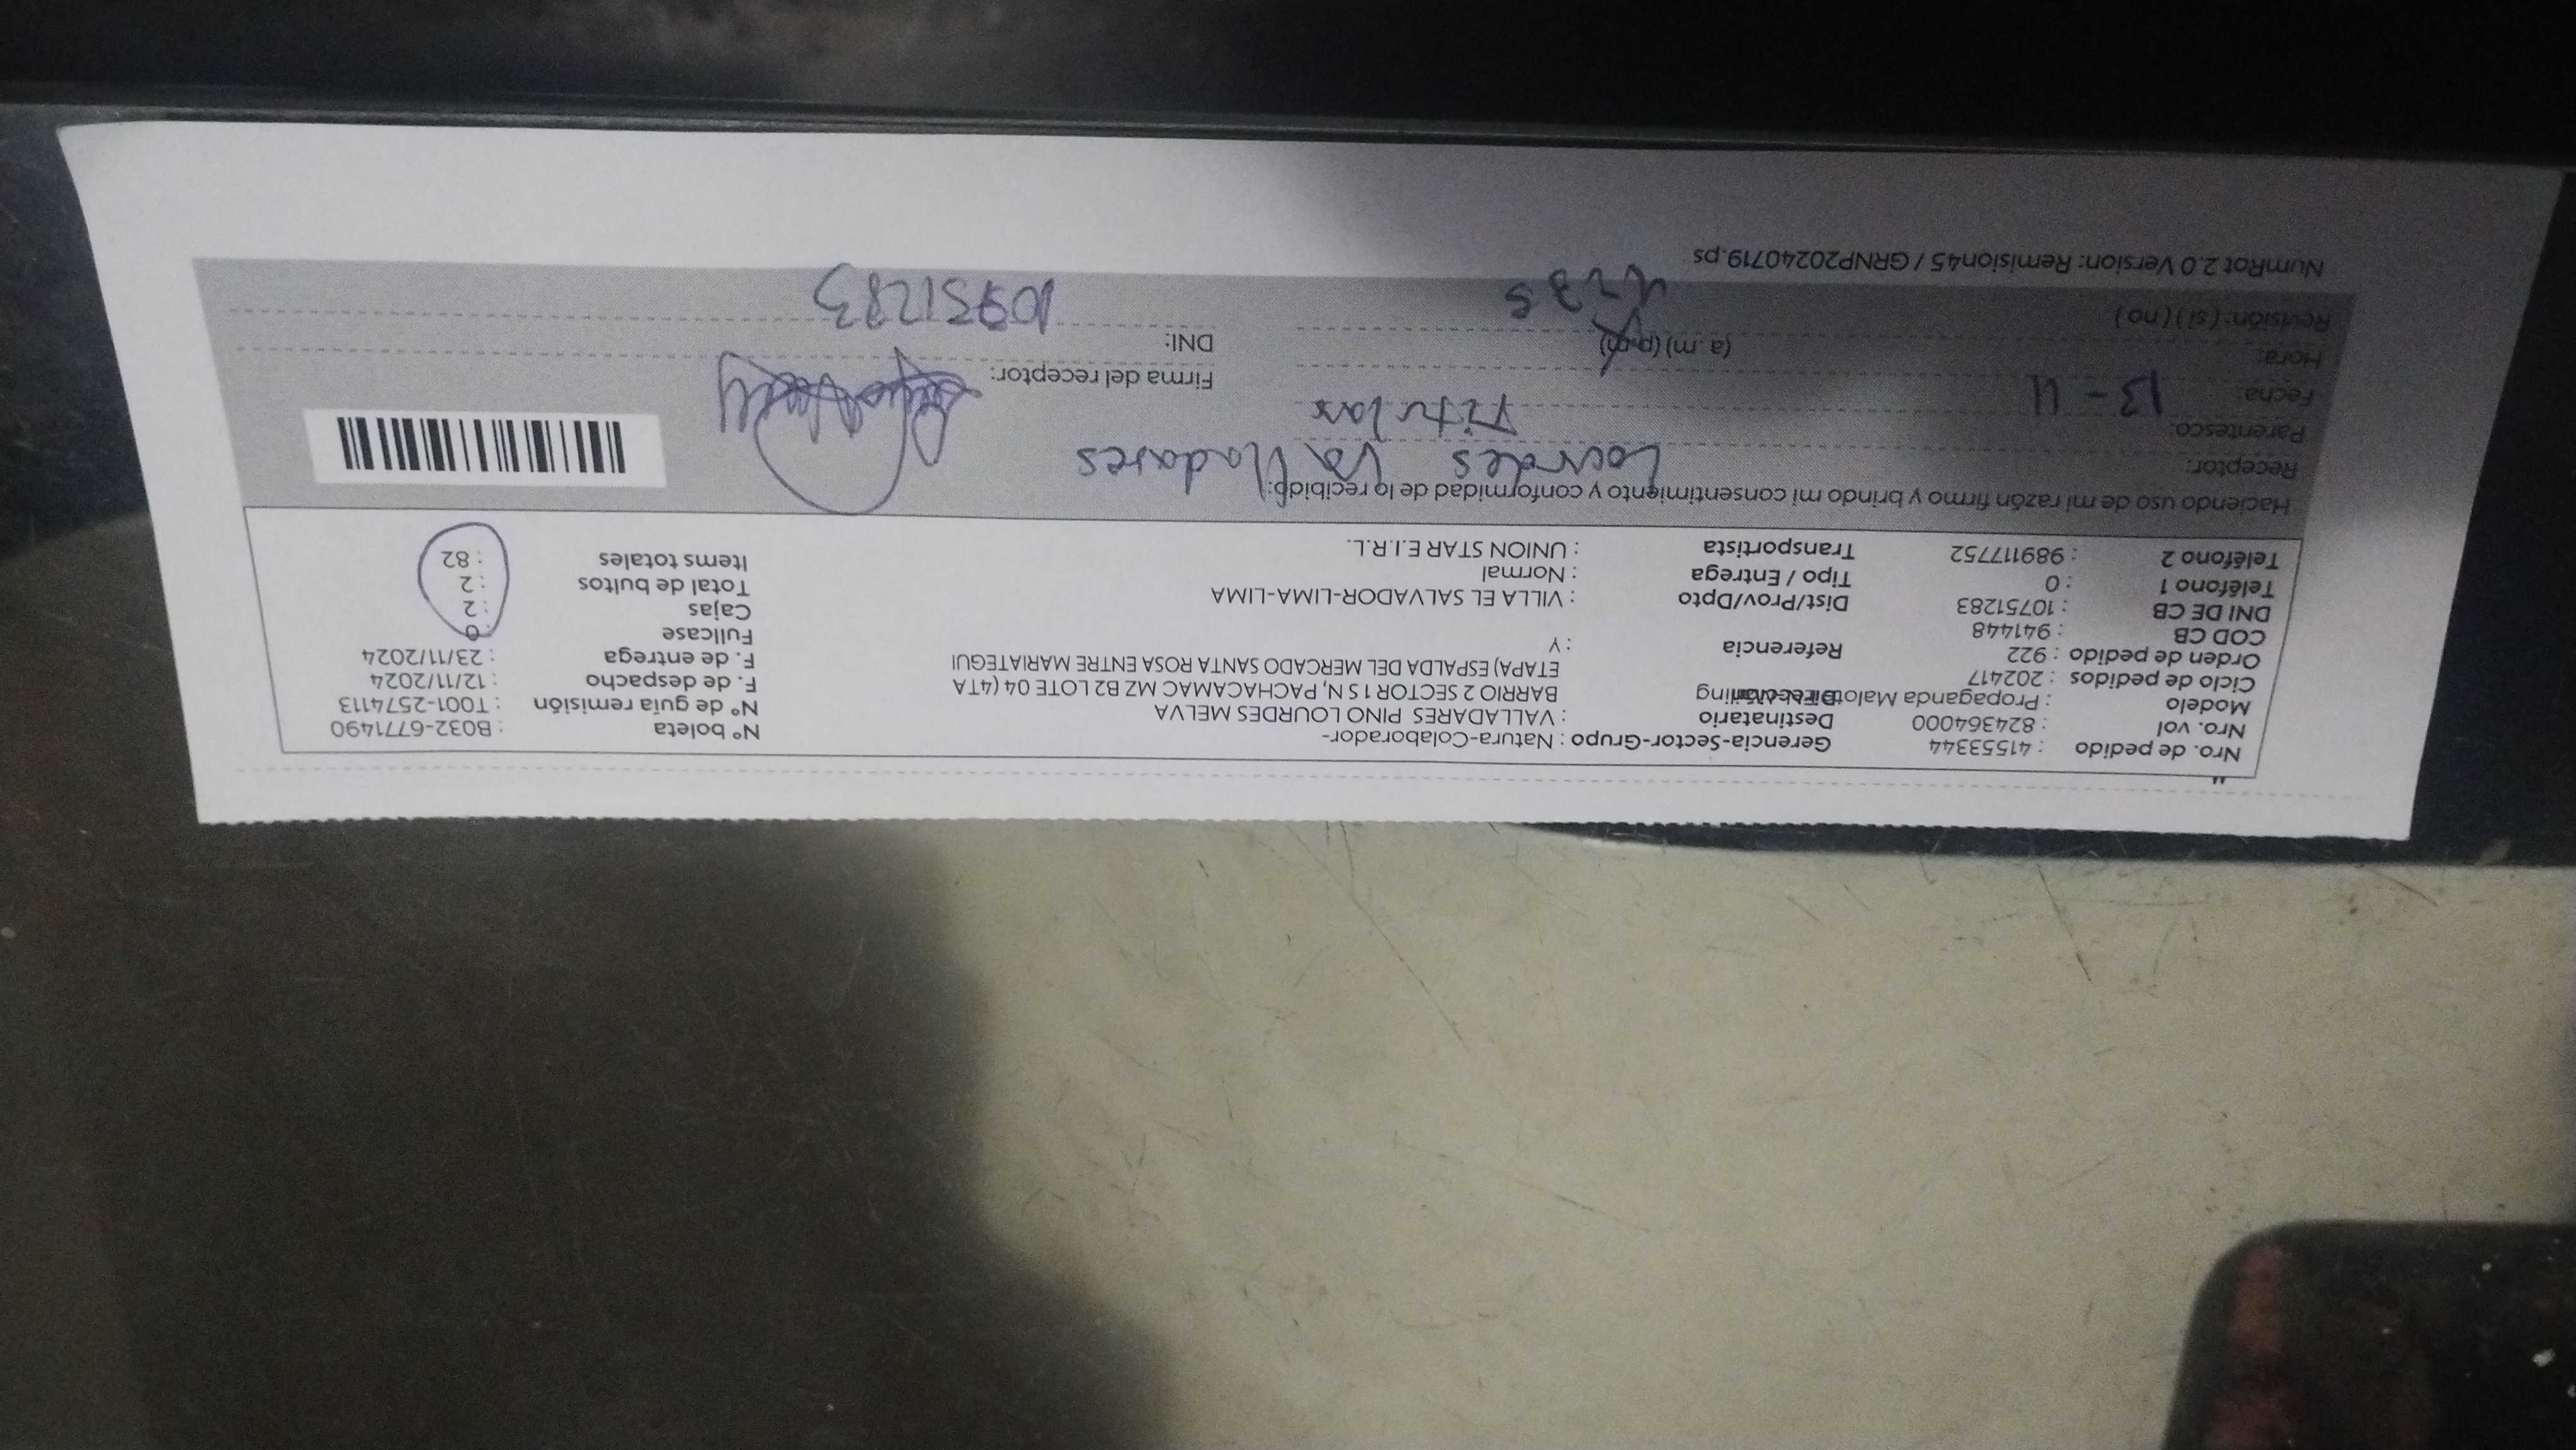 Nro. de pedido : 41553344 Gerencia-Sector-Grupo : Natura-Colaborador- N° boleta : B032-6771490
Nro. vol : 824364000 Destinatario : VALLADARES PINO LOURDES MELVA N° de guía remisión : T001-2574113
Modelo : Propaganda Dirección BARRIO 2 SECTOR 1 S N, PACHACAMAC MZ B2 LOTE 04 (4TA F. de despacho : 12/11/2024
Ciclo de pedidos : 202417 ETAPA) ESPALDA DEL MERCADO SANTA ROSA ENTRE MARIATEGUI F. de entrega : 23/11/2024
Orden de pedido : 922 Referencia : Y Fullcase : 0
COD CB : 941448 Cajas : 2
DNI DE CB : 10751283 Dist/Prov/Dpto : VILLA EL SALVADOR-LIMA-LIMA Total de bultos : 2
Teléfono 1 : 0 Tipo / Entrega : Normal Items totales : 82
Teléfono 2 : 989117752 Transportista : UNION STAR E.I.R.L.
Haciendo uso de mi razón firmo y brindo mi consentimiento y conformidad de lo recibido:
Receptor: Lourdes Valladares
Parentesco: Titular
Fecha: 13-11 Firma del receptor:
Hora: (a.m) (p.m) DNI: 10751283
Revisión: (si) (no)
NumRot 2.0 Version: Remision45 / GRNP20240719.ps